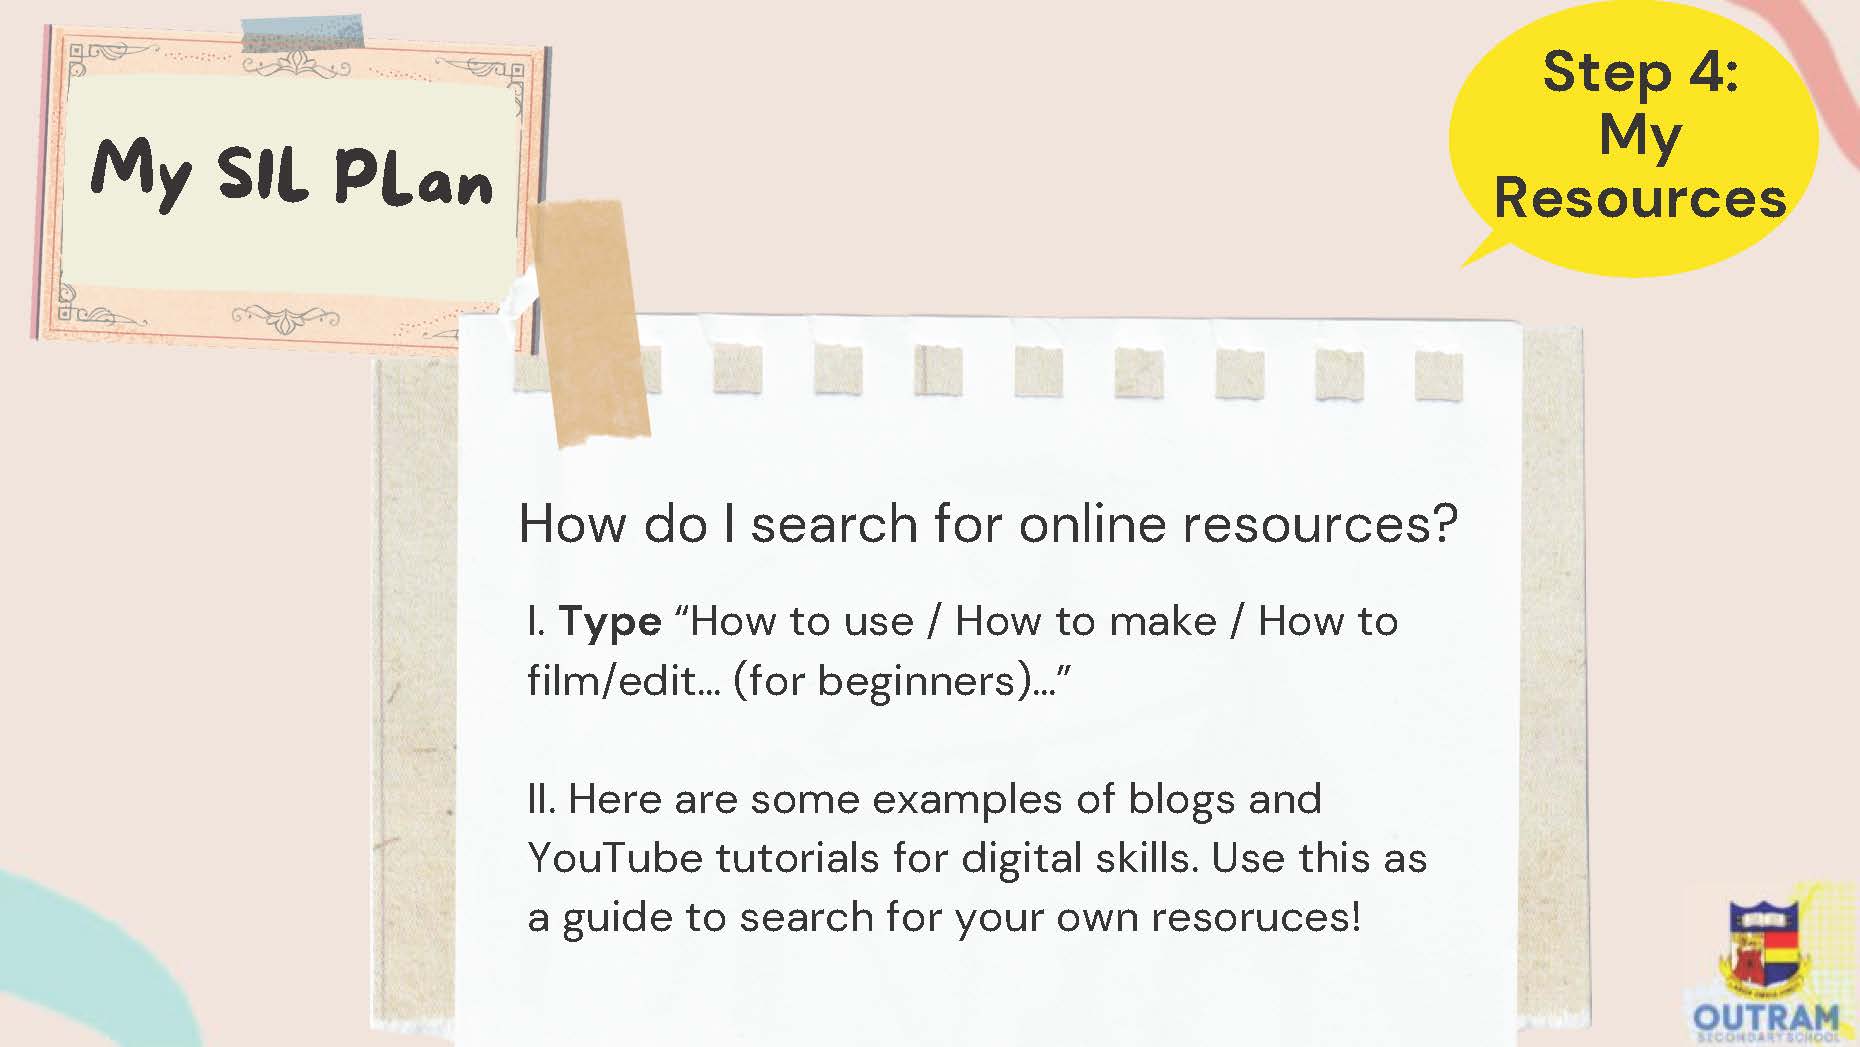 My SIL PLan
Step 4:
My
Resources
How do I search for online resources?
I. Type “How to use / How to make / How to
film/edit... (for beginners)...”
II. Here are some examples of blogs and
YouTube tutorials for digital skills. Use this as
a guide to search for your own resoruces!
OUTRAM
SECONDARY SCHOOL